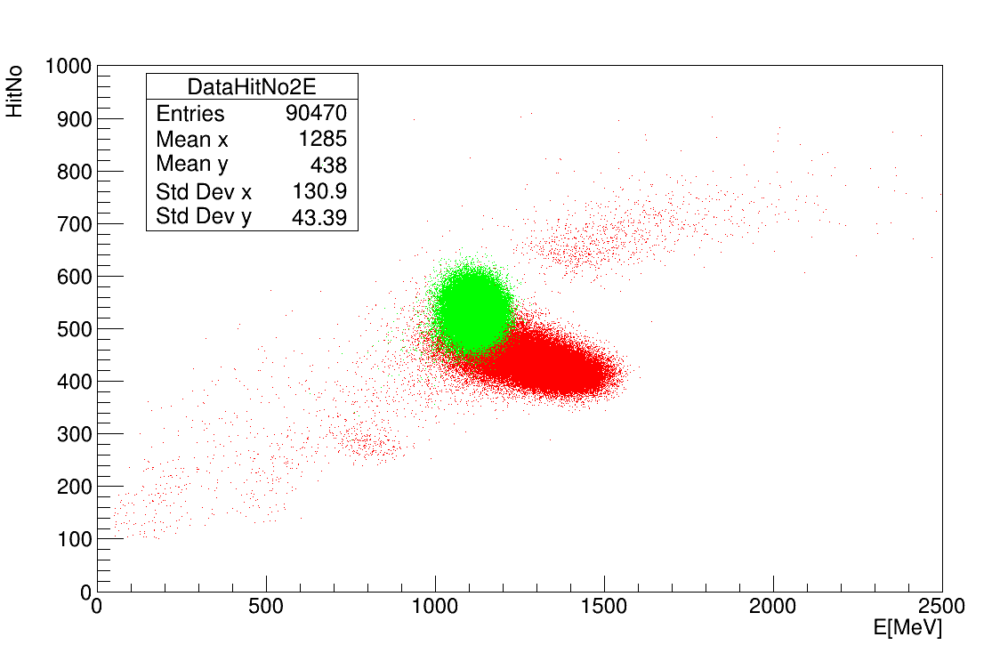 HitNo
1000
900
800
700
600
500
400
300
200
100
0
DataHitNo2E
Entries 90470
Mean x 1285
Mean y 438
Std Dev x 130.9
Std Dev y 43.39
0 500 1000 1500 2000 2500
E[MeV]